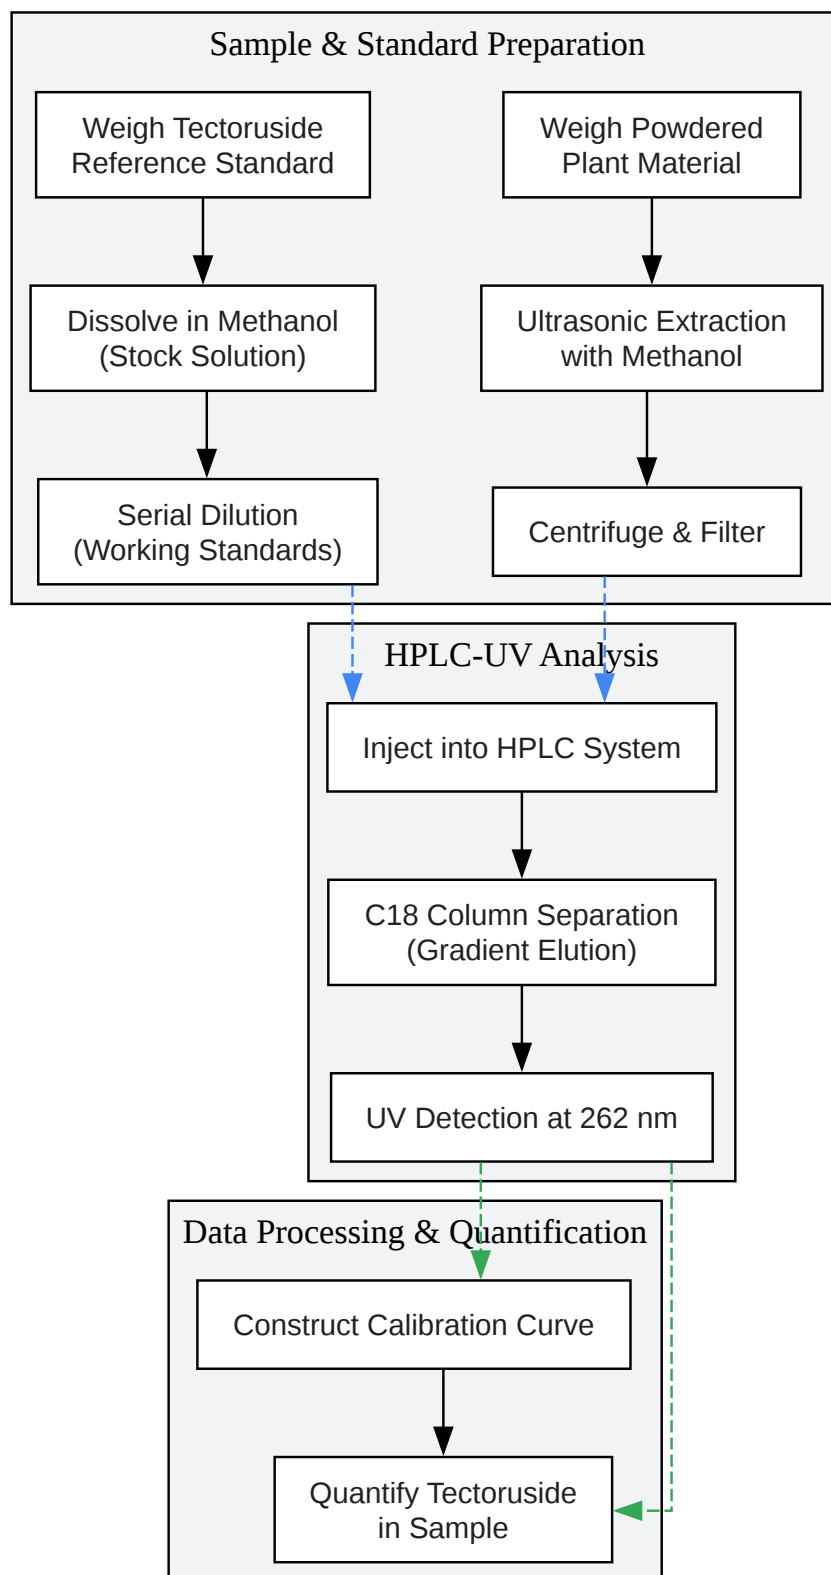 Sample & Standard Preparation
Weigh Tectoruside
Reference Standard
Dissolve in Methanol
(Stock Solution)
Serial Dilution
(Working Standards)
Weigh Powdered
Plant Material
Ultrasonic Extraction
with Methanol
Centrifuge & Filter
HPLC-UV Analysis
Inject into HPLC System
C18 Column Separation
(Gradient Elution)
UV Detection at 262 nm
Data Processing & Quantification
Construct Calibration Curve
Quantify Tectoruside
in Sample